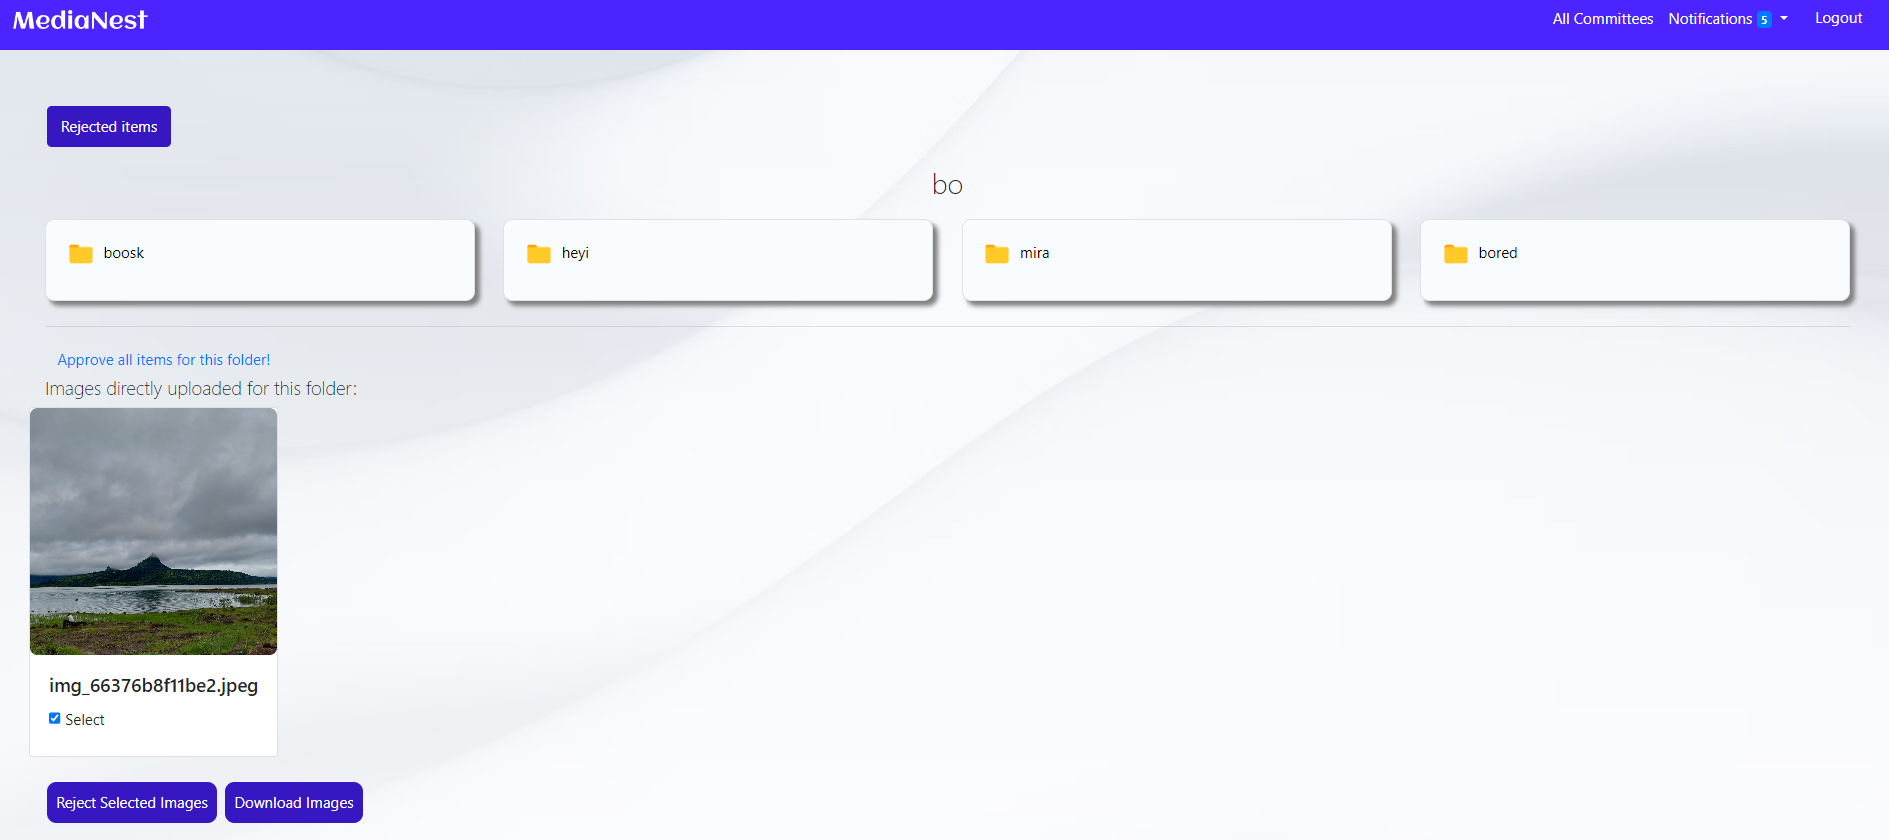 MediaNest
All Committees Notifications 5 Logout
Rejected items
bo
boosk heyi mira bored
Approve all items for this folder!
Images directly uploaded for this folder:
img_66376b8f11be2.jpeg
Select
Reject Selected Images Download Images